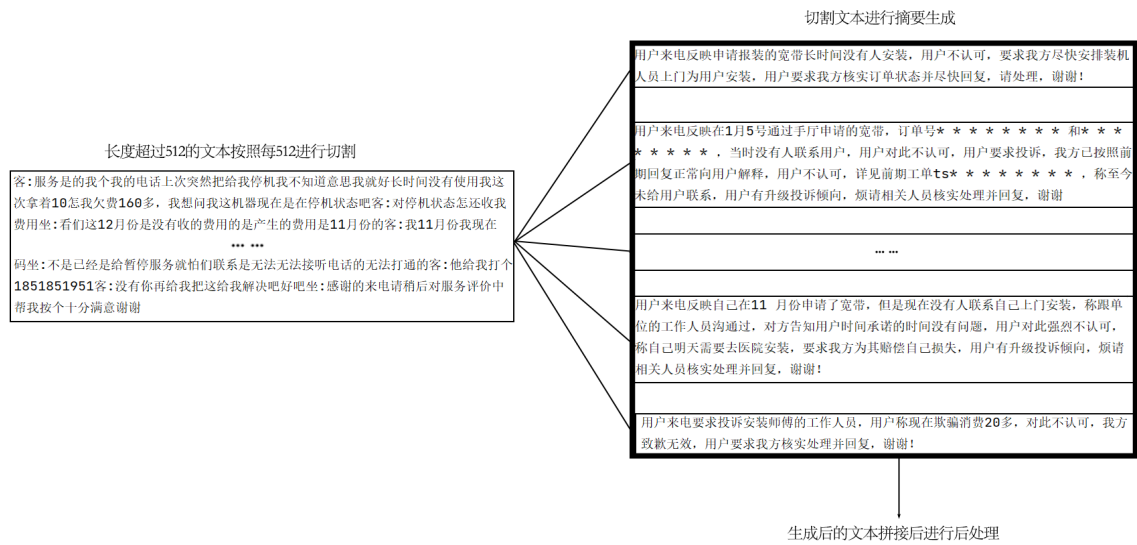 切割文本进行摘要生成
用户来电反映申请报装的宽带长时间没有人安装，用户不认可，要求我方尽快安排装机
人员上门为用户安装，用户要求我方核实订单状态并尽快回复，请处理，谢谢！
用户来电反映在1月5号通过手厅申请的宽带，订单号* * * * * * * * 和* * *
* * * * *，当时没有人联系用户，用户对此不认可，用户要求投诉，我方已按照前
期回复正常向用户解释，用户不认可，详见前期工单ts* * * * * * * *，称至今
未给用户联系，用户有升级投诉倾向，烦请相关人员核实处理并回复，谢谢
… …
用户来电反映自己在11 月份申请了宽带，但是现在没有人联系自己上门安装，称跟单
位的工作人员沟通过，对方告知用户时间承诺的时间没有问题，用户对此强烈不认可，
称自己明天需要去医院安装，要求我方为其赔偿自己损失，用户有升级投诉倾向，烦请
相关人员核实处理并回复，谢谢！
用户来电要求投诉安装师傅的工作人员，用户称现在欺骗消费20多，对此不认可，我方
致歉无效，用户要求我方核实处理并回复，谢谢！
长度超过512的文本按照每512进行切割
客:服务是的我个我的电话上次突然把给我停机我不知道意思我就好长时间没有使用我这
次拿着10怎我欠费160多，我想问我这机器现在是在停机状态吧客:对停机状态怎还收我
费用坐:看们这12月份是没有收的费用的是产生的费用是11月份的客:我11月份我现在
… …
码坐:不是已经是给暂停服务就怕们联系是无法无法接听电话的无法打通的客:他给我打个
1851851951客:没有你再给我把这给我解决吧好吧坐:感谢的来电请稍后对服务评价中
帮我按个十分满意谢谢
生成后的文本拼接后进行后处理